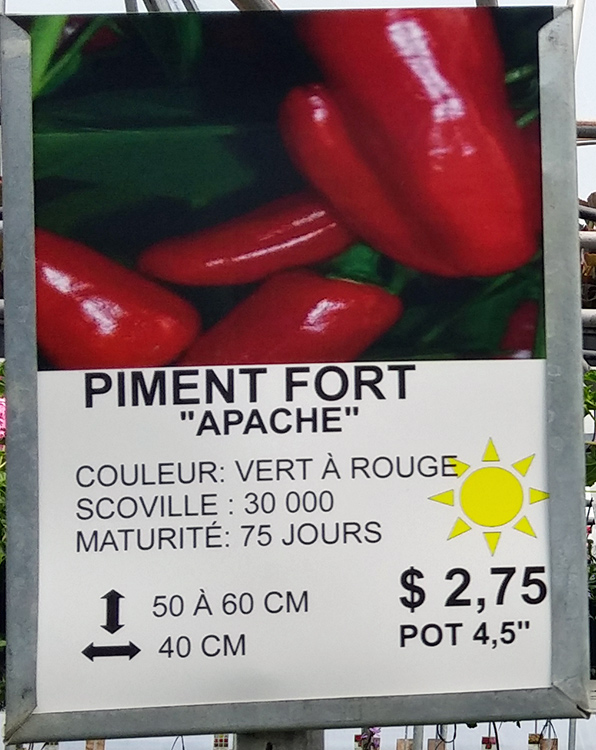 PIMENT FORT
"APACHE"
COULEUR: VERT À ROUGE
SCOVILLE : 30 000
MATURITÉ: 75 JOURS
50 À 60 CM
40 CM
$ 2,75
POT 4,5"